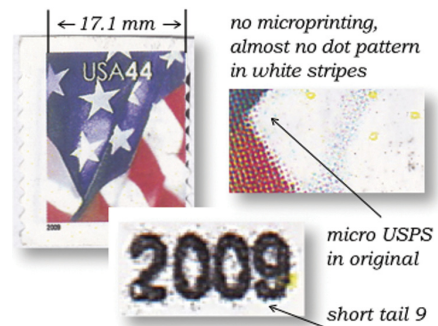 ← 17.1 mm →
USA44
2009
no microprinting,
almost no dot pattern
in white stripes
micro USPS
in original
2009
short tail 9